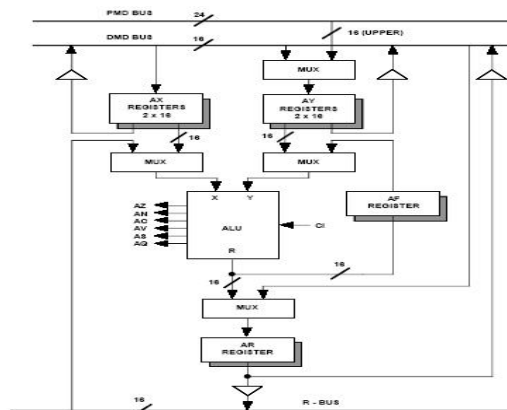 PMD BUS 24
DMD BUS 16
16 (UPPER)
MUX
AX REGISTERS 2 x 16
AY REGISTERS 2 x 16
16
16
MUX
MUX
X Y
ALU
R
AZ
AN
AC
AV
AS
AQ
CI
AF REGISTER
16
16
MUX
AR REGISTER
16
R - BUS